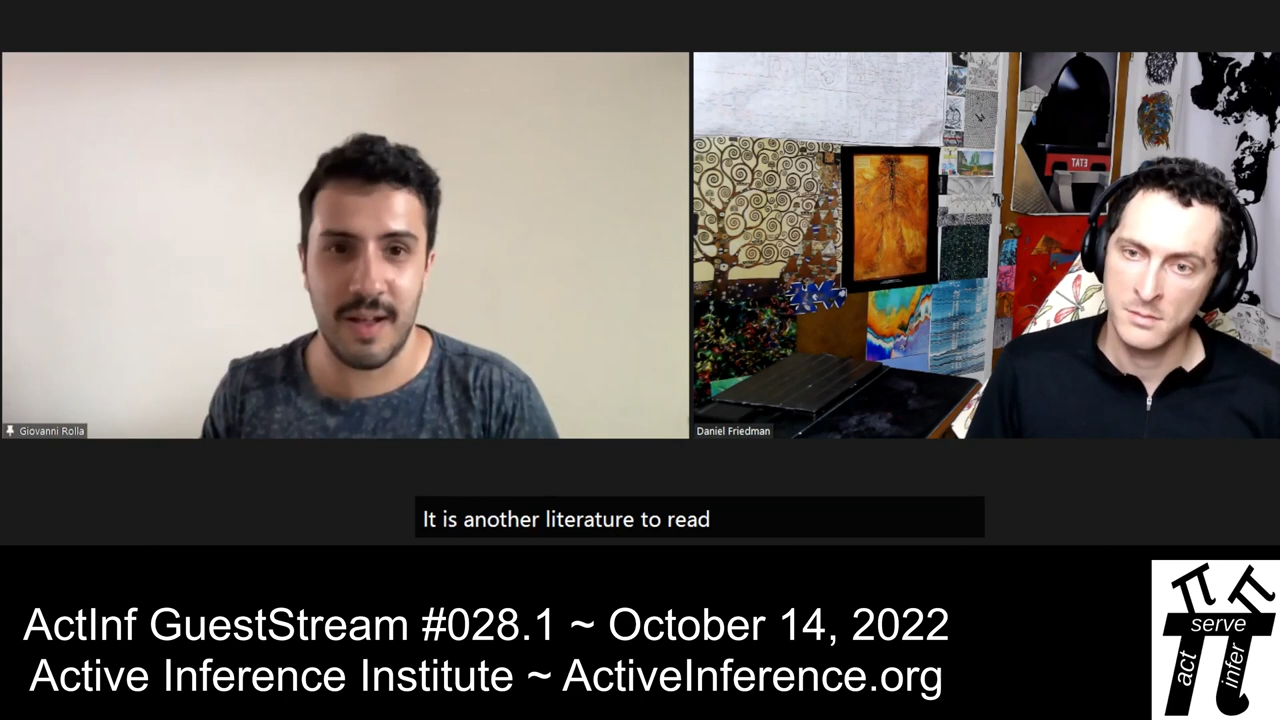 ETAT
Giovanni Rolla
Daniel Friedman
It is another literature to read
ActInf GuestStream #028.1 ~ October 14, 2022
Active Inference Institute ~ ActiveInference.org
serve
act
infer